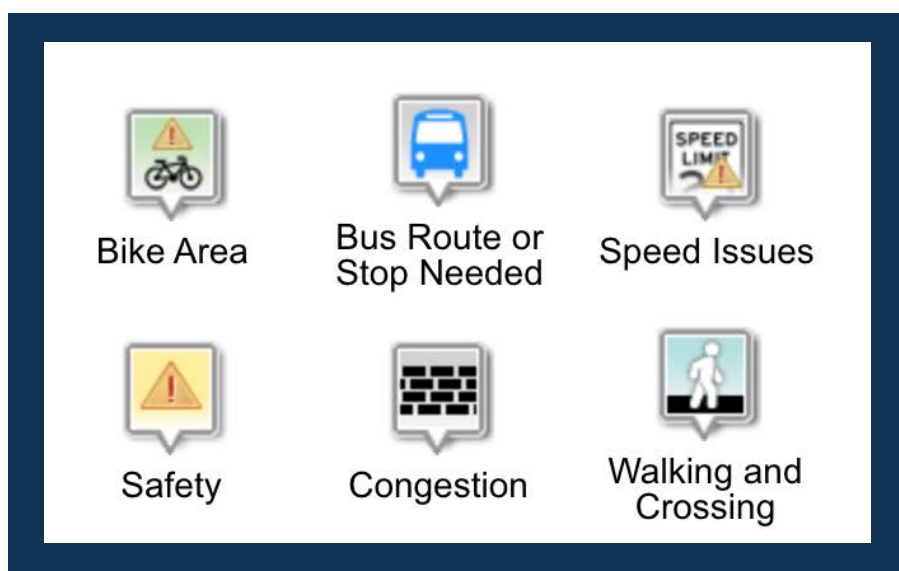 SPEED
LIMIT
Bike Area
Bus Route or
Stop Needed
Speed Issues
!
!
!
Safety
Congestion
Walking and
Crossing